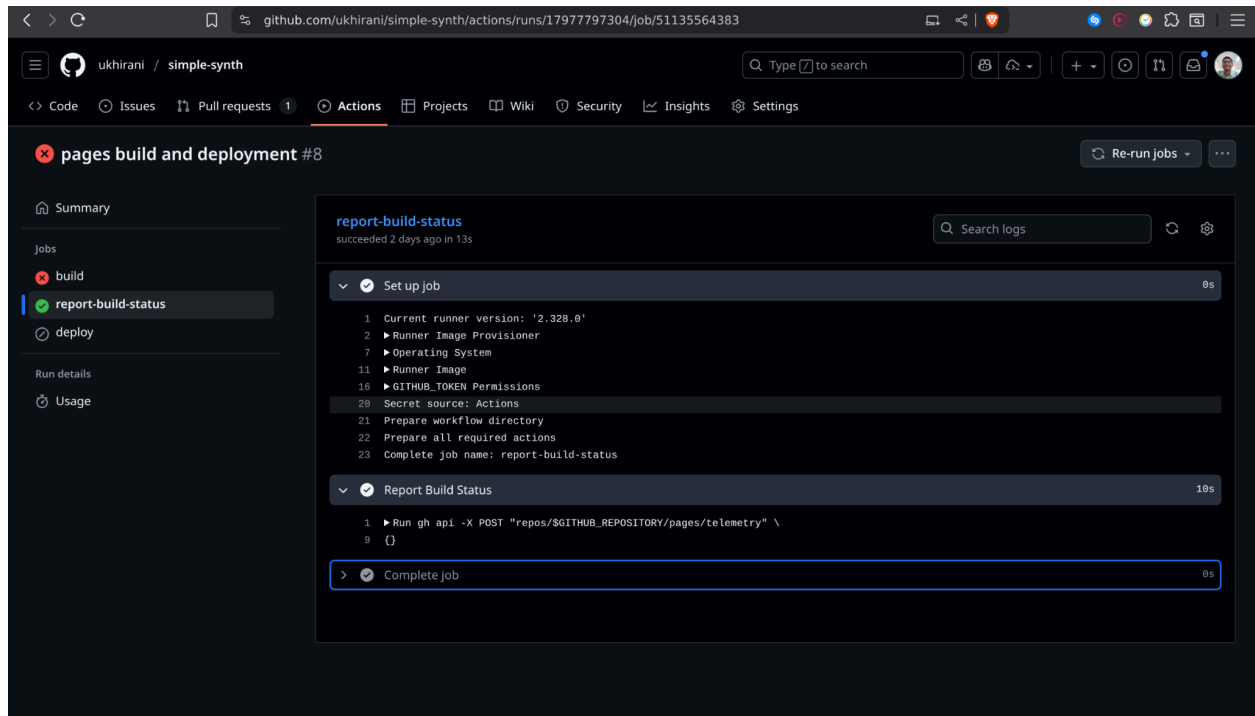 github.com/ukhirani/simple-synth/actions/runs/17977797304/job/51135564383
ukhirani / simple-synth
Type / to search
Code Issues Pull requests 1 Actions Projects Wiki Security Insights Settings
pages build and deployment #8
Re-run jobs
Summary
Jobs
build
report-build-status
deploy
Run details
Usage
report-build-status
succeeded 2 days ago in 13s
Search logs
Set up job 0s
1 Current runner version: '2.328.0'
2 Runner Image Provisioner
7 Operating System
11 Runner Image
16 GITHUB_TOKEN Permissions
20 Secret source: Actions
21 Prepare workflow directory
22 Prepare all required actions
23 Complete job name: report-build-status
Report Build Status 10s
1 Run gh api -X POST "repos/$GITHUB_REPOSITORY/pages/telemetry" \
9 {}
Complete job 0s